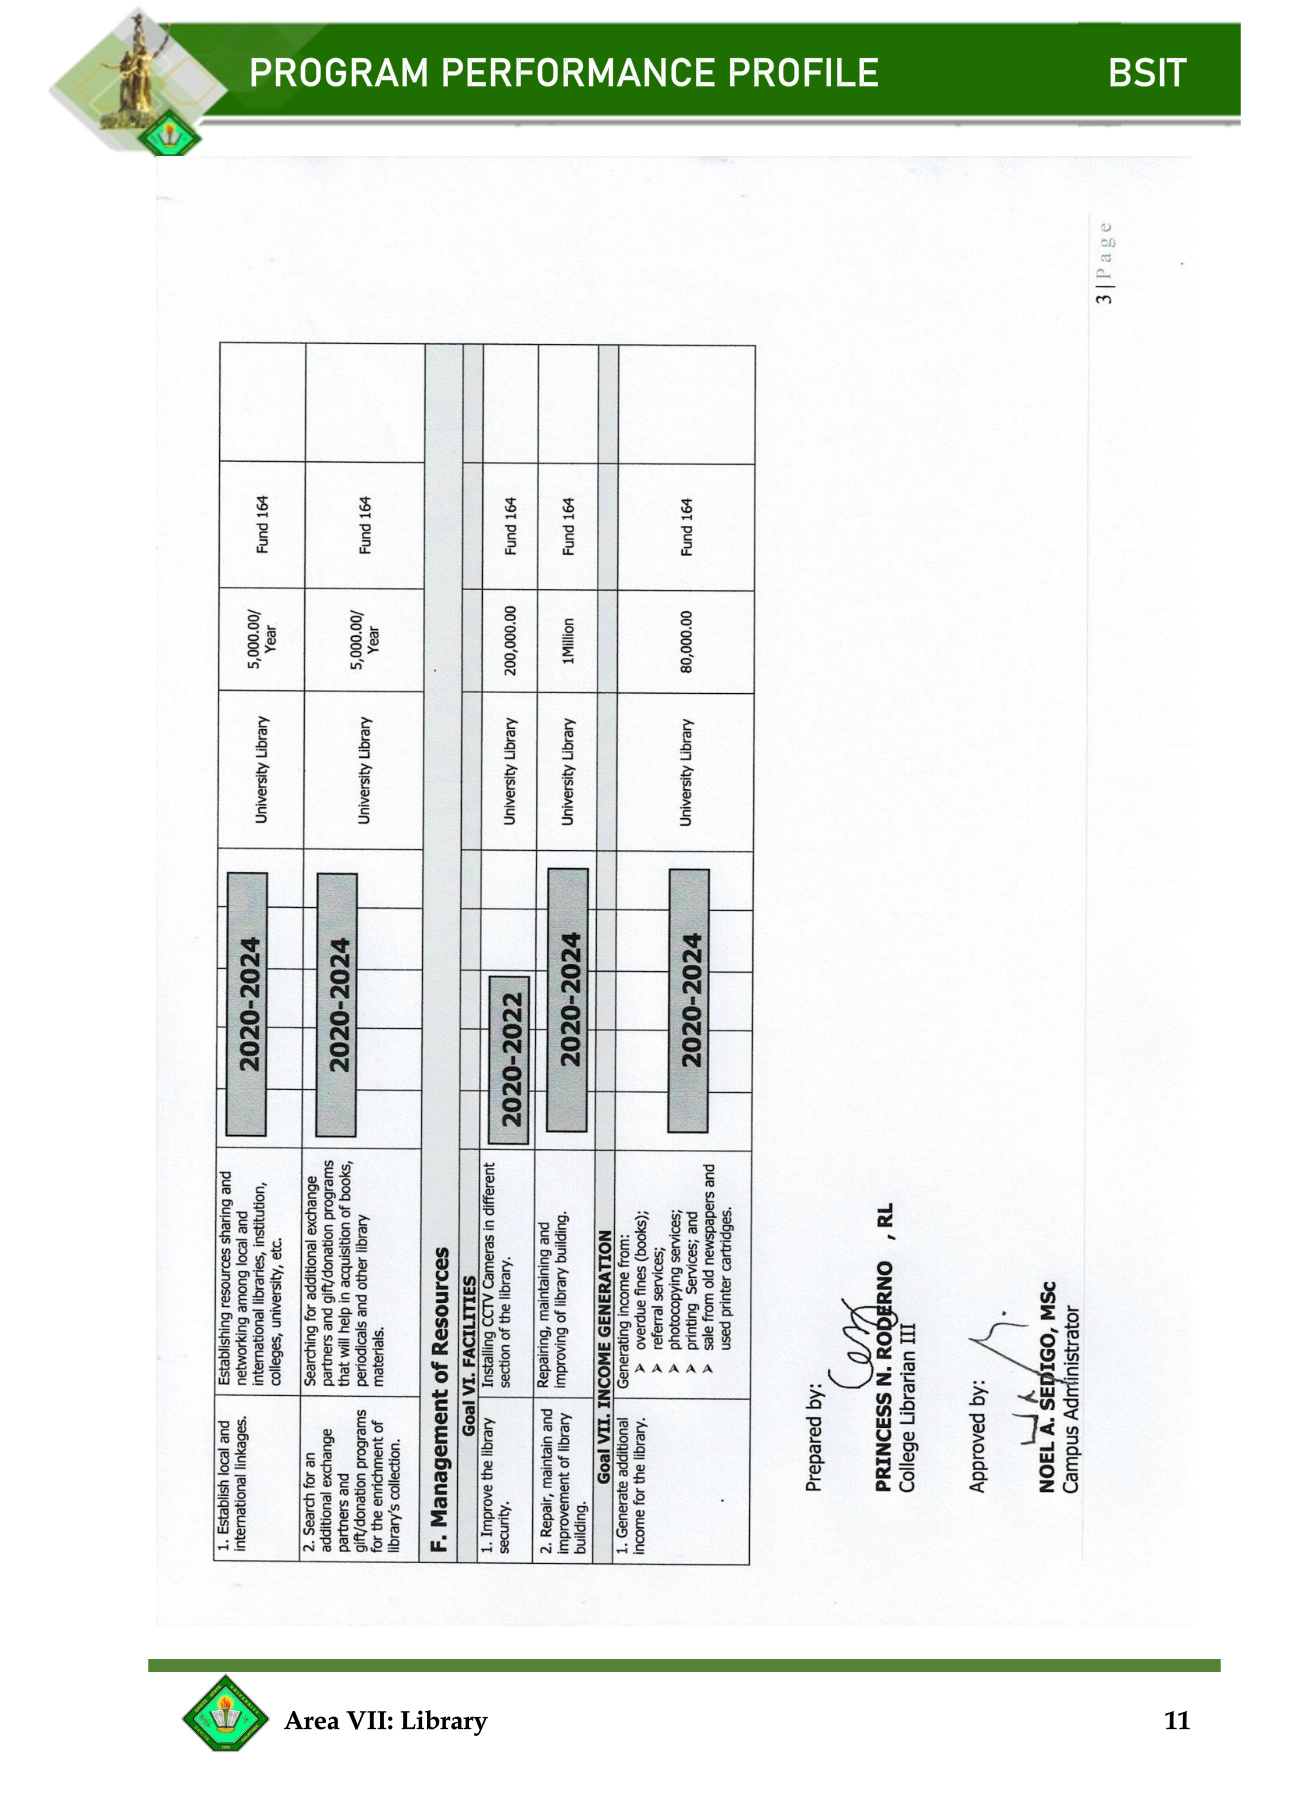 PROGRAM PERFORMANCE PROFILE BSIT
1. Establish local and
international linkages.
Establishing resources sharing and
networking among local and
international libraries, institution,
colleges, university, etc.
2020-2024
University Library
5,000.00/
Year
Fund 164
2. Search for an
additional exchange
partners and
gift/donation programs
for the enrichment of
library's collection.
Searching for additional exchange
partners and gift/donation programs
that will help in acquisition of books,
periodicals and other library
materials.
2020-2024
University Library
5,000.00/
Year
Fund 164
F. Management of Resources
Goal VI. FACILITIES
1. Improve the library
security.
Installing CCTV Cameras in different
section of the library.
2020-2022
University Library
200,000.00
Fund 164
2. Repair, maintain and
improvement of library
building.
Repairing, maintaining and
improving of library building.
2020-2024
University Library
1Million
Fund 164
Goal VII. INCOME GENERATION
1. Generate additional
income for the library.
Generating income from:
➢ overdue fines (books);
➢ referral services;
➢ photocopying services;
➢ printing Services; and
➢ sale from old newspapers and
used printer cartridges.
2020-2024
University Library
80,000.00
Fund 164
Prepared by:
PRINCESS N. RODERNO , RL
College Librarian III
Approved by:
NOEL A. SEDIGO, MSc
Campus Administrator
3 | P a g e
Area VII: Library 11